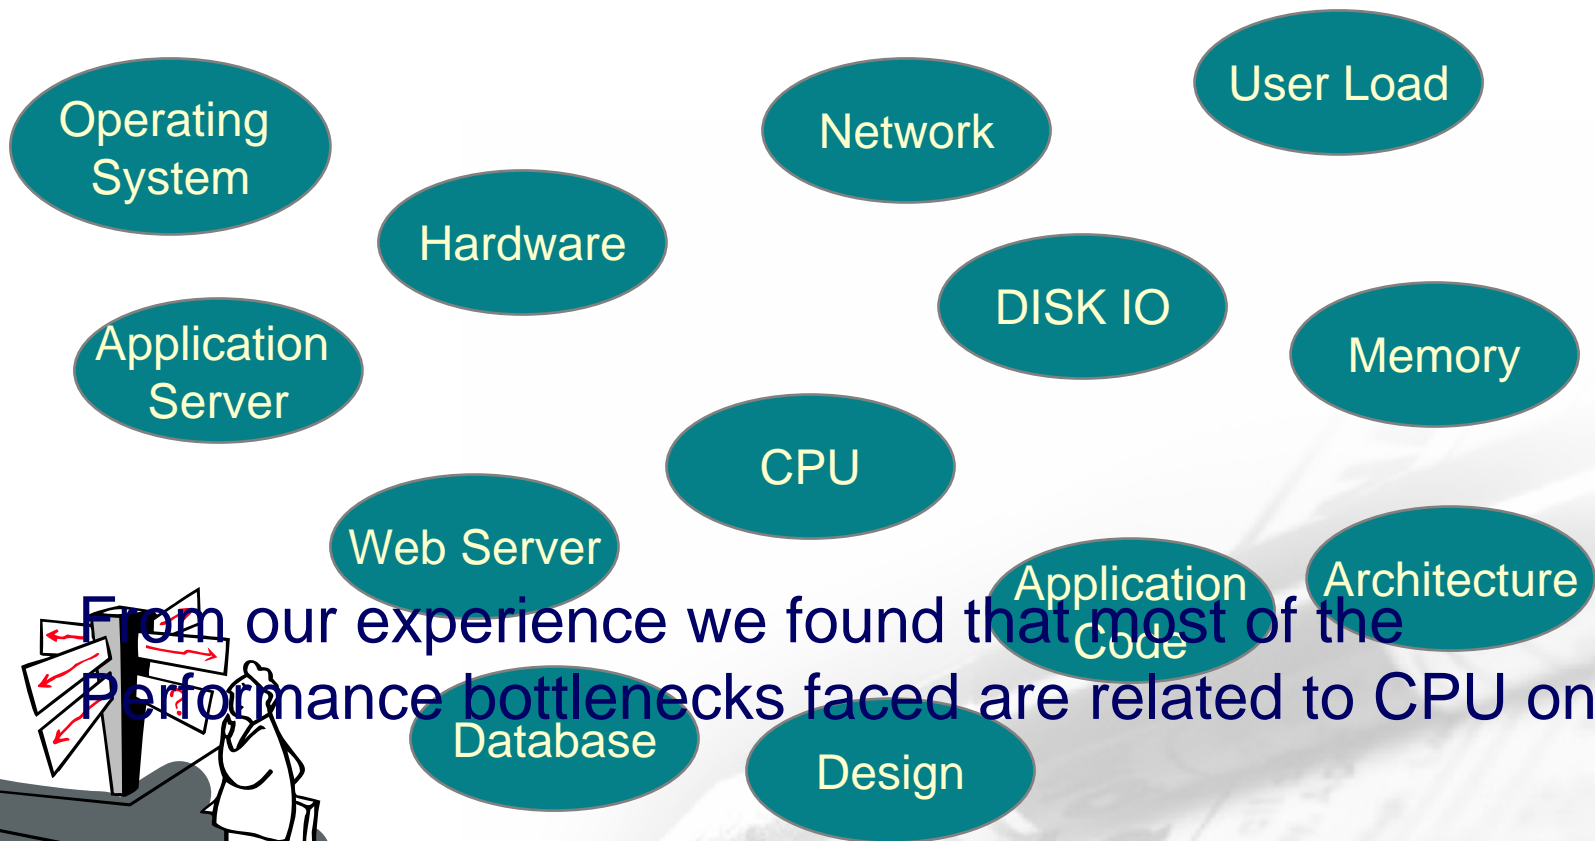 User Load
Operating
System
Network
Hardware
DISK IO
Application
Server
Memory
CPU
Web Server
Application
Code
Architecture
From our experience we found that most of the
Performance bottlenecks faced are related to CPU on
Database
Design
?